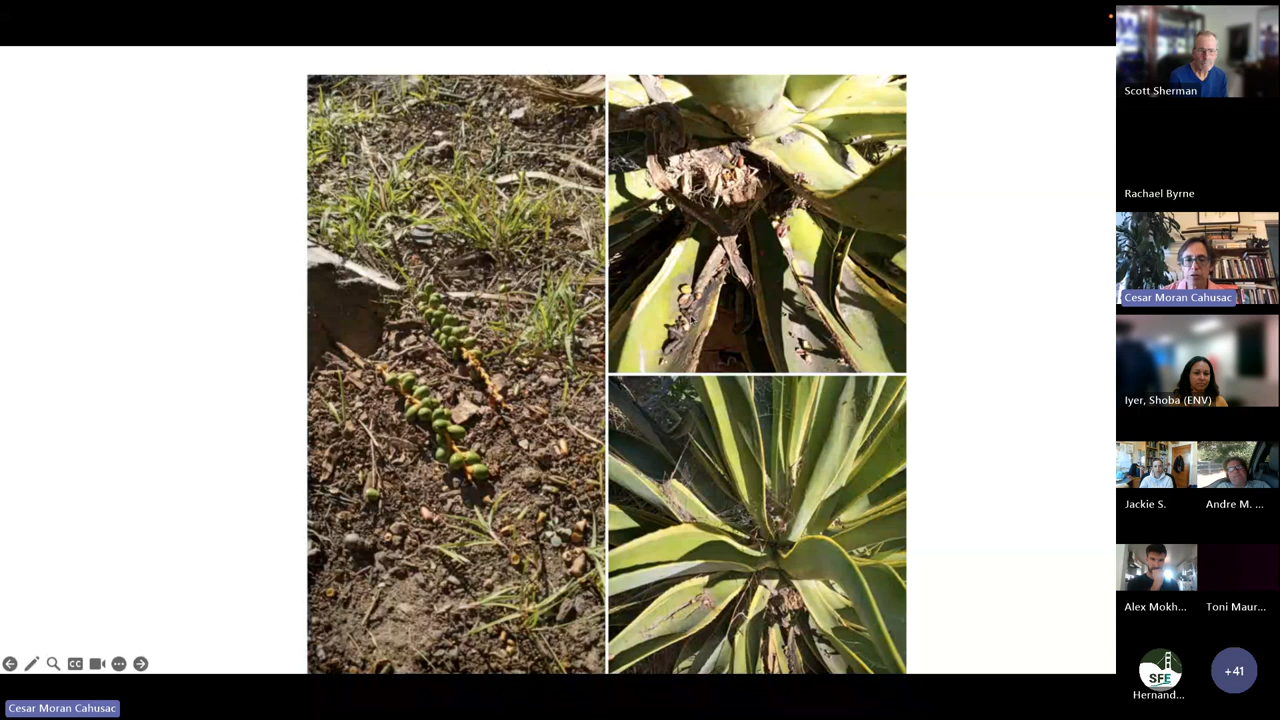 Scott Sherman
Rachael Byrne
Cesar Moran Cahusac
Iyer, Shoba (ENV)
Jackie S.
Andre M. ...
Alex Mokh...
Toni Maur...
SFE
Hernand...
+41
CC
Cesar Moran Cahusac